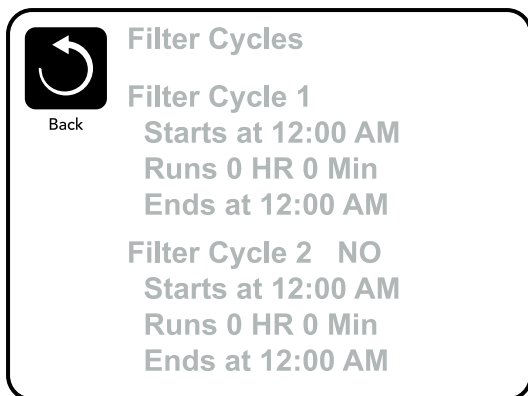 Filter Cycles
Back
Filter Cycle 1
Starts at 12:00 AM
Runs 0 HR 0 Min
Ends at 12:00 AM
Filter Cycle 2 NO
Starts at 12:00 AM
Runs 0 HR 0 Min
Ends at 12:00 AM